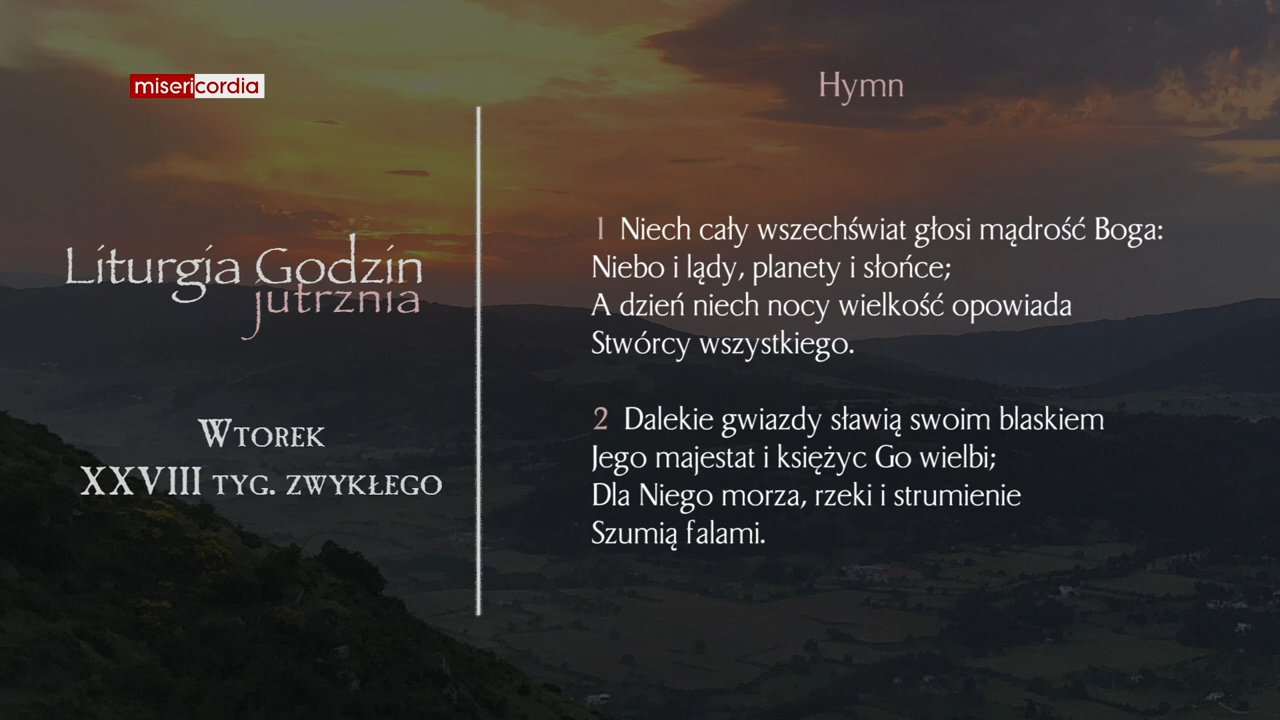 misericordia
Liturgia Godzin
jutrznia
Wtorek
XXVIII tyg. zwykłego
Hymn
1 Niech cały wszechświat głosi mądrość Boga:
Niebo i lądy, planety i słońce;
A dzień niech nocy wielkość opowiada
Stwórcy wszystkiego.
2 Dalekie gwiazdy sławią swoim blaskiem
Jego majestat i księżyc Go wielbi;
Dla Niego morza, rzeki i strumienie
Szumią falami.